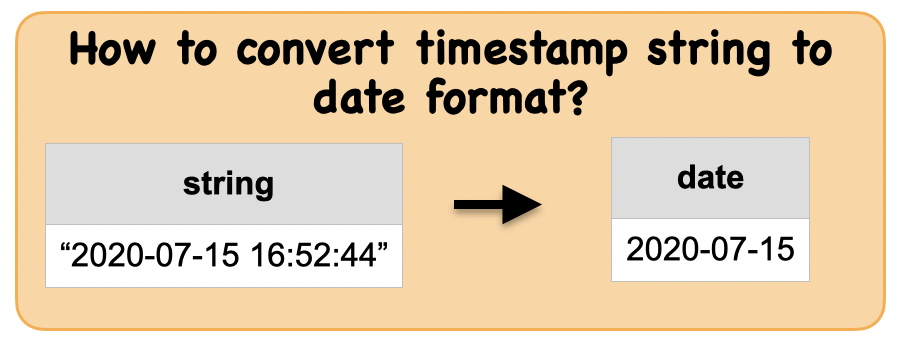 How to convert timestamp string to
date format?
string
“2020-07-15 16:52:44”
date
2020-07-15